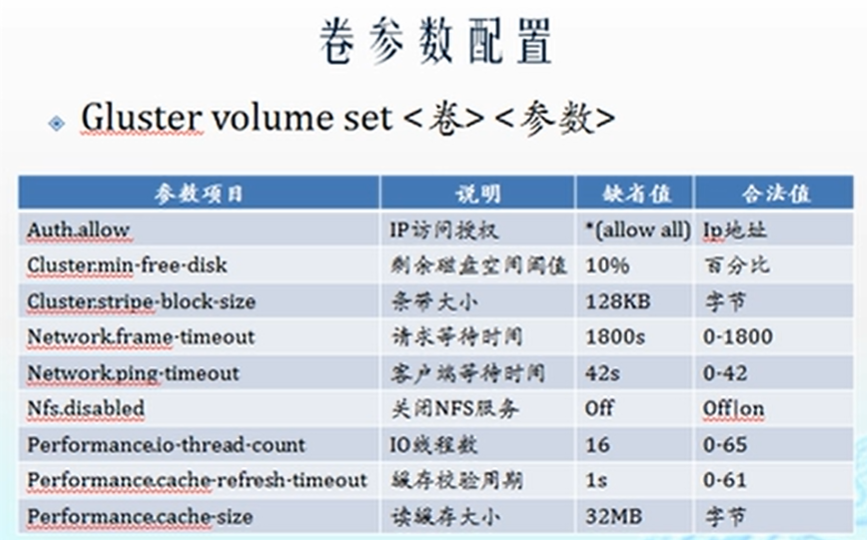 卷参数配置
Gluster volume set <卷> <参数>
参数项目 说明 缺省值 合法值
Auth.allow IP访问授权 *(allow all) Ip地址
Cluster.min-free-disk 剩余磁盘空间阈值 10% 百分比
Cluster.stripe-block-size 条带大小 128KB 字节
Network.frame-timeout 请求等待时间 1800s 0-1800
Network.ping-timeout 客户端等待时间 42s 0-42
Nfs.disabled 关闭NFS服务 Off Off|on
Performance.io-thread-count IO线程数 16 0-65
Performance.cache-refresh-timeout 缓存校验周期 1s 0-61
Performance.cache-size 读缓存大小 32MB 字节